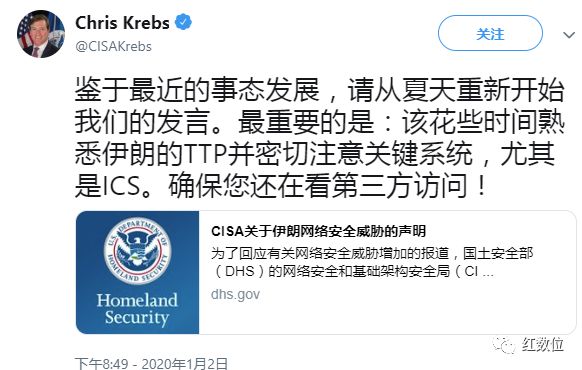 Chris Krebs
@CISAKrebs
关注
鉴于最近的事态发展，请从夏天重新开始
我们的发言。最重要的是：该花些时间熟
悉伊朗的TTP并密切注意关键系统，尤其
是ICS。确保您还在看第三方访问！
U.S. DEPARTMENT OF
HOMELAND SECURITY
Homeland
Security
CISA关于伊朗网络安全威胁的声明
为了回应有关网络安全威胁增加的报道，国土安全部
（DHS）的网络安全和基础架构安全局（CI ...
dhs.gov
红数位
下午8:49 - 2020年1月2日